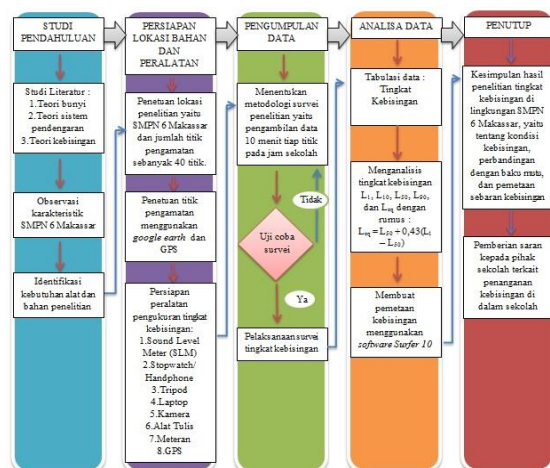 STUDI
PENDAHULUAN
Studi Literatur :
1.Teori bunyi
2.Teori sistem
pendengaran
3.Teori kebisingan
Observasi
karakteristik
SMPN 6 Makassar
Identifikasi
kebutuhan alat dan
bahan penelitian
PERSIAPAN
LOKASI BAHAN
DAN
PERALATAN
Penetuan lokasi
penelitian yaitu
SMPN 6 Makassar
dan jumlah titik
pengamatan
sebanyak 40 titik.
Penetuan titik
pengamatan
menggunakan
google earth dan
GPS
Persiapan
peralatan
pengukuran tingkat
kebisingan:
1.Sound Level
Meter (SLM)
2.Stopwatch/
Handphone
3.Tripod
4.Laptop
5.Kamera
6.Alat Tulis
7.Meteran
8.GPS
PENGUMPULAN
DATA
Menentukan
metodologi survei
penelitian yaitu
pengambilan data
10 menit tiap titik
pada jam sekolah
Tidak
Uji coba
survei
Ya
Pelaksanaan survei
tingkat kebisingan
ANALISA DATA
Tabulasi data :
Tingkat
Kebisingan
Menganalisis
tingkat kebisingan
L₁, L₁₀, L₅₀, L₉₀,
dan Leq dengan
rumus :
Leq = L₅₀ + 0,43(L₁
– L₅₀)
Membuat
pemetaan
kebisingan
menggunakan
software Surfer 10
PENUTUP
Kesimpulan hasil
penelitian tingkat
kebisingan di
lingkungan SMPN
6 Makassar, yaitu
tentang kondisi
kebisingan,
perbandingan
dengan baku mutu,
dan pemetaan
sebaran kebisingan
Pemberian saran
kepada pihak
sekolah terkait
penanganan
kebisingan di
dalam sekolah